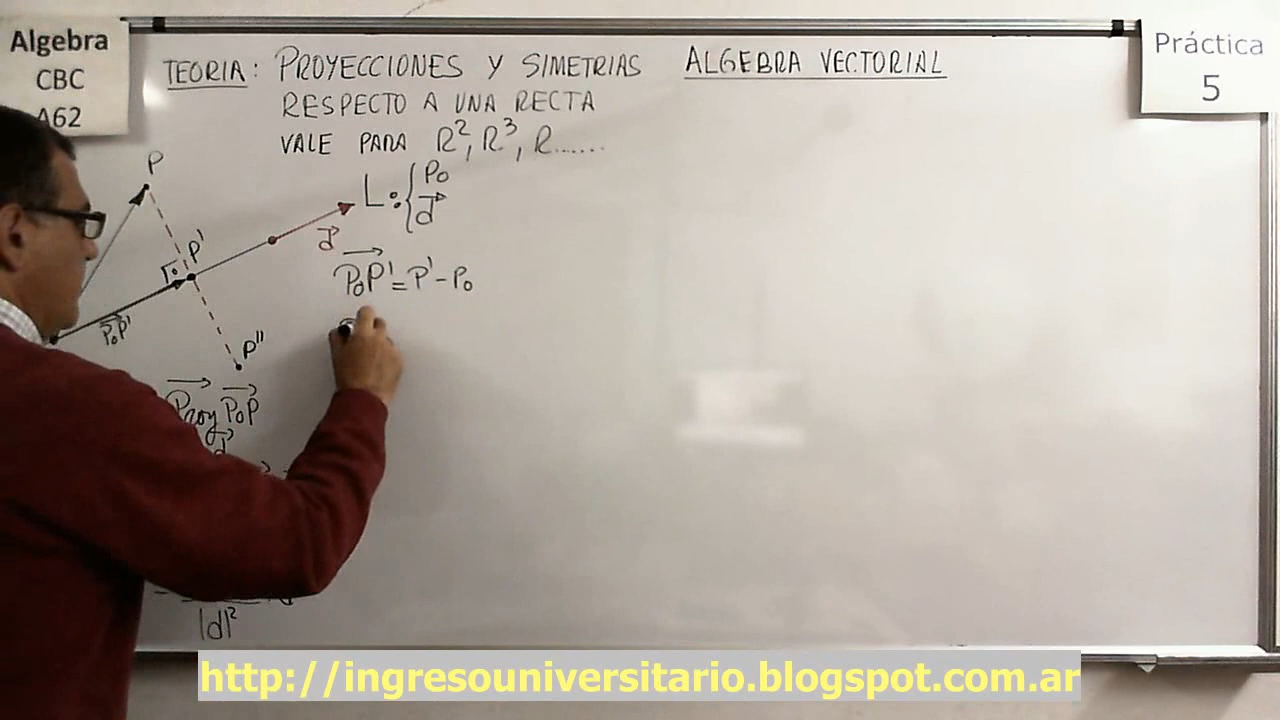 Algebra
CBC
A62
Práctica
5
TEORIA: PROYECCIONES Y SIMETRIAS ALGEBRA VECTORIAL
RESPECTO A UNA RECTA
VALE PARA R², R³, R......
P
L: { P₀
d⃗
P'
d⃗
P₀P'⃗ = P' - P₀
P₀P'⃗
P''
Proy⃗ P₀P⃗
d⃗
|d|²
http://ingresouniversitario.blogspot.com.ar